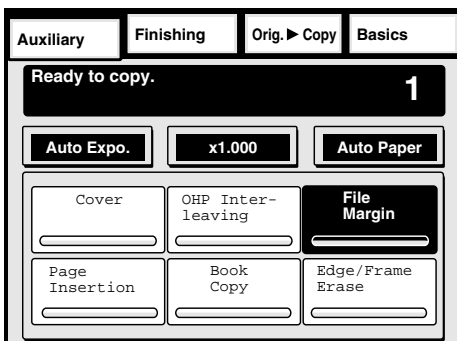 Auxiliary Finishing Orig.▶Copy Basics
Ready to copy. 1
Auto Expo. x1.000 Auto Paper
Cover
OHP Inter-
leaving
File
Margin
Page
Insertion
Book
Copy
Edge/Frame
Erase